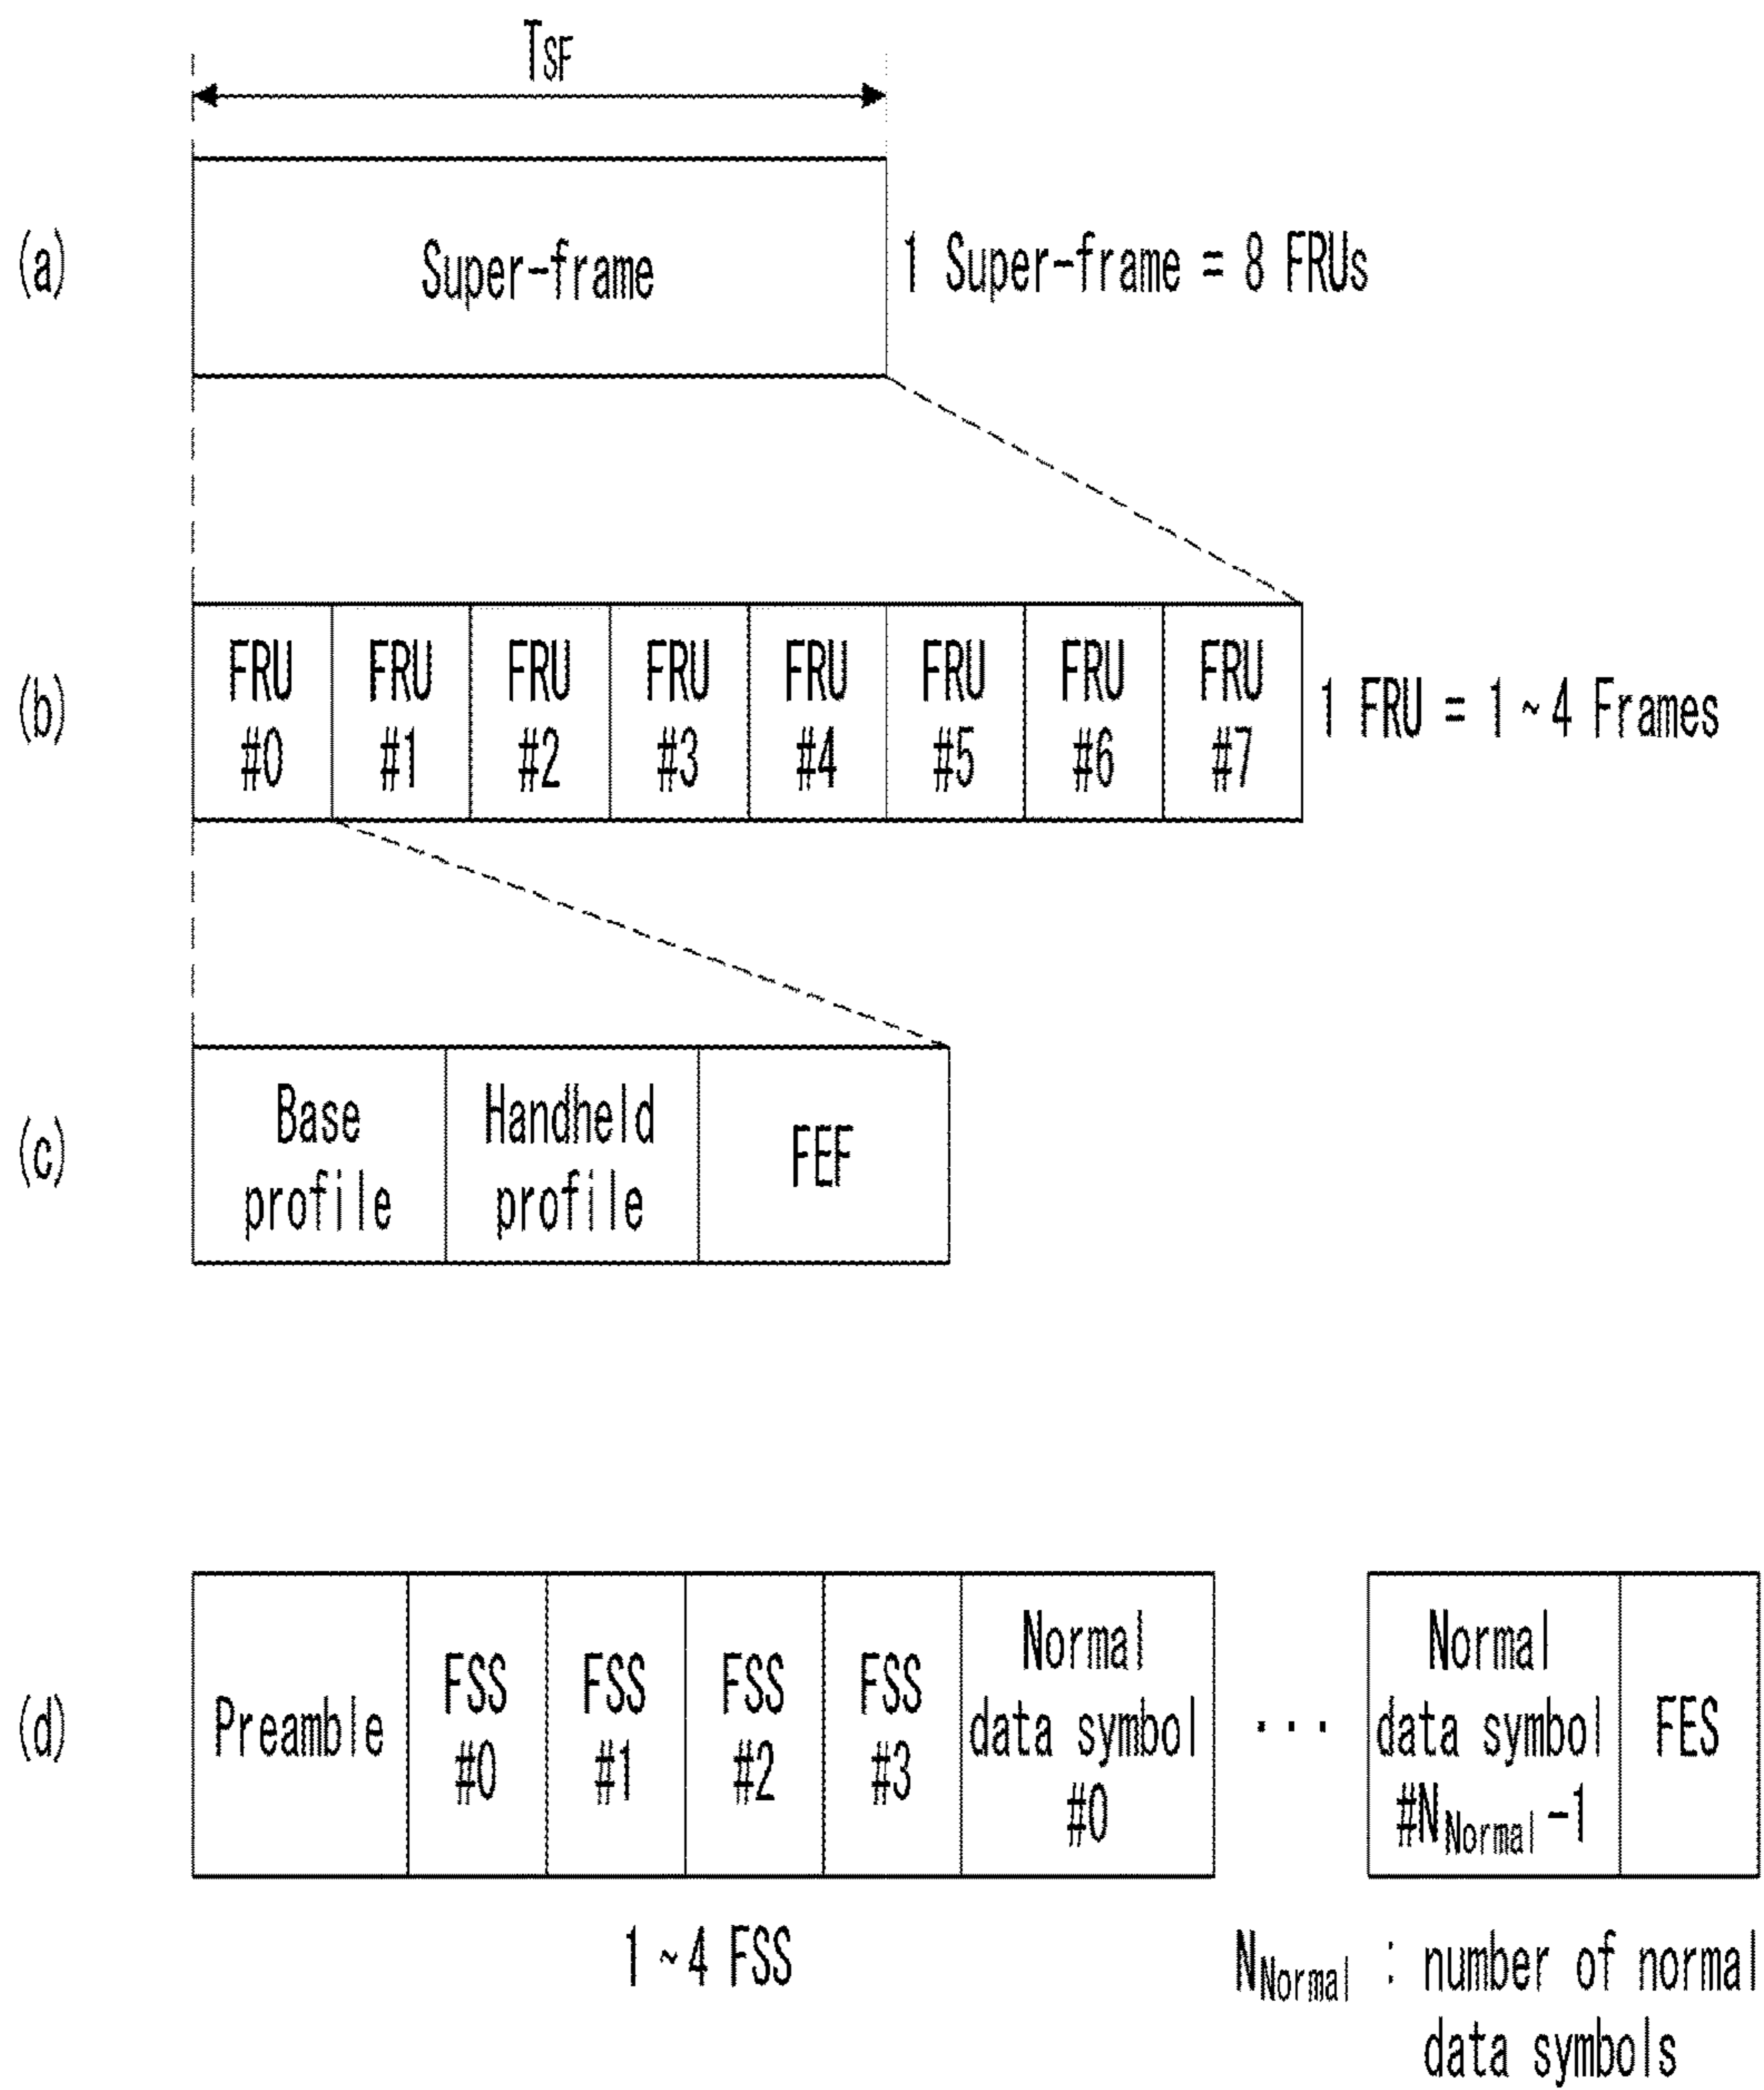 TSF
(a)
Super-frame
1 Super-frame = 8 FRUs
(b)
FRU #0
FRU #1
FRU #2
FRU #3
FRU #4
FRU #5
FRU #6
FRU #7
1 FRU = 1 ~ 4 Frames
(c)
Base
profile
Handheld
profile
FEF
(d)
Preamble
FSS #0
FSS #1
FSS #2
FSS #3
Normal
data symbol
#0
...
Normal
data symbol
#NNormal -1
FES
1 ~ 4 FSS
NNormal : number of normal
data symbols